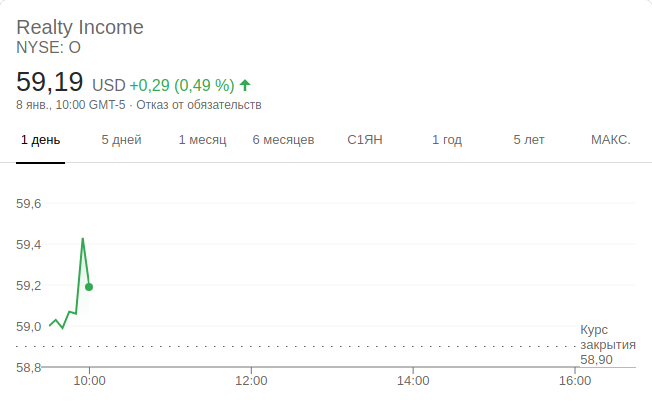 Realty Income
NYSE: O
59,19 USD +0,29 (0,49 %)
8 янв., 10:00 GMT-5 · Отказ от обязательств
1 день 5 дней 1 месяц 6 месяцев С1ЯН 1 год 5 лет МАКС.
59,6
59,4
59,2
59,0
Курс
закрытия
58,90
58,8
10:00 12:00 14:00 16:00